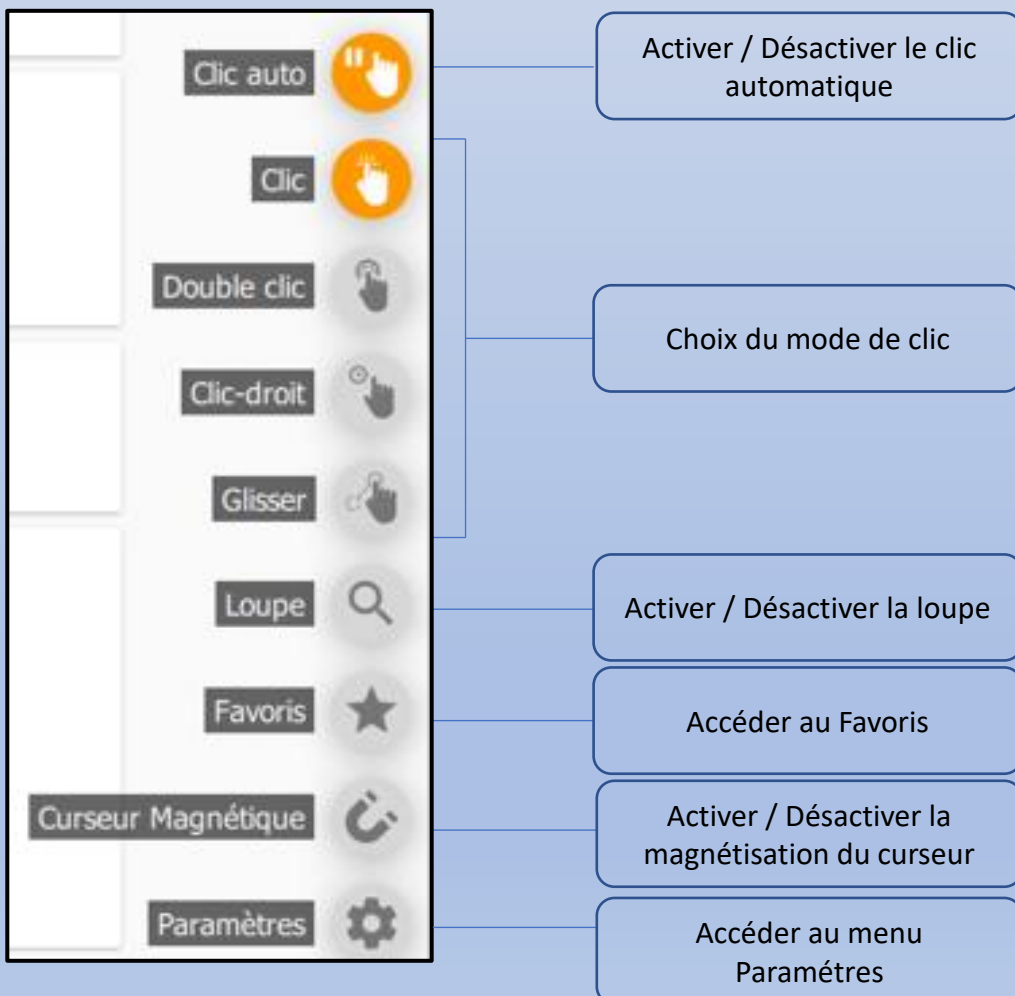 Clic auto
Activer / Désactiver le clic
automatique
Clic
Double clic
Choix du mode de clic
Clic-droit
Glisser
Loupe
Activer / Désactiver la loupe
Favoris
Accéder au Favoris
Curseur Magnétique
Activer / Désactiver la
magnétisation du curseur
Paramètres
Accéder au menu
Paramétres